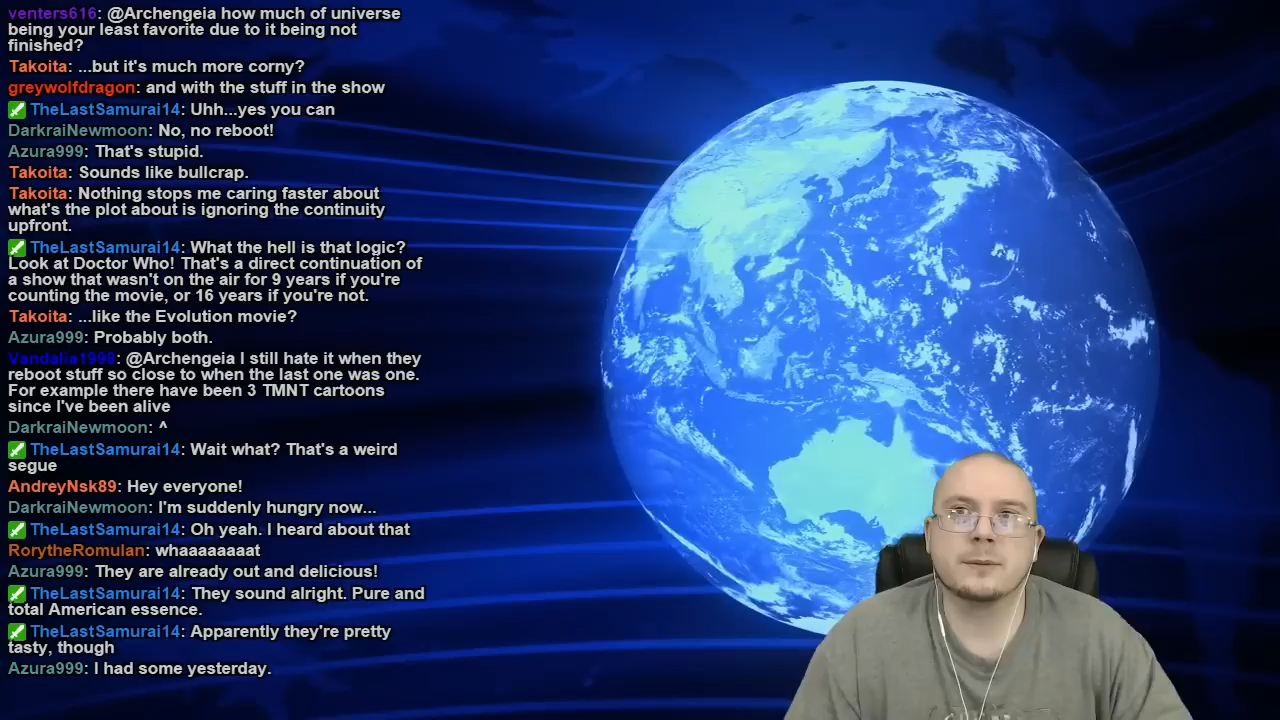 venters616: @Archengeia how much of universe
being your least favorite due to it being not
finished?
Takoita: ...but it's much more corny?
greywolfdragon: and with the stuff in the show
TheLastSamurai14: Uhh...yes you can
DarkraiNewmoon: No, no reboot!
Azura999: That's stupid.
Takoita: Sounds like bullcrap.
Takoita: Nothing stops me caring faster about
what's the plot about is ignoring the continuity
upfront.
TheLastSamurai14: What the hell is that logic?
Look at Doctor Who! That's a direct continuation of
a show that wasn't on the air for 9 years if you're
counting the movie, or 16 years if you're not.
Takoita: ...like the Evolution movie?
Azura999: Probably both.
Vandalia1998: @Archengeia I still hate it when they
reboot stuff so close to when the last one was one.
For example there have been 3 TMNT cartoons
since I've been alive
DarkraiNewmoon: ^
TheLastSamurai14: Wait what? That's a weird
segue
AndreyNsk89: Hey everyone!
DarkraiNewmoon: I'm suddenly hungry now...
TheLastSamurai14: Oh yeah. I heard about that
RorytheRomulan: whaaaaaaaat
Azura999: They are already out and delicious!
TheLastSamurai14: They sound alright. Pure and
total American essence.
TheLastSamurai14: Apparently they're pretty
tasty, though
Azura999: I had some yesterday.